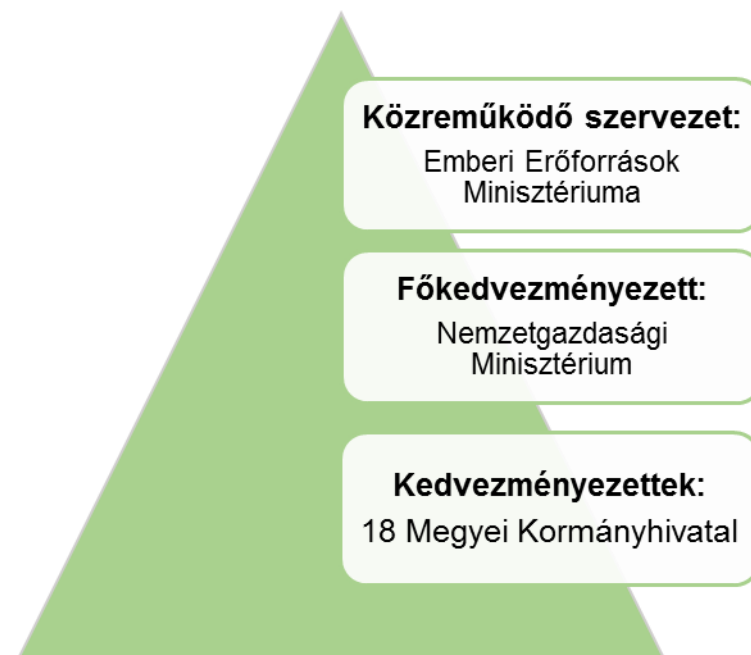 Közreműködő szervezet:
Emberi Erőforrások
Minisztériuma
Főkedvezményezett:
Nemzetgazdasági
Minisztérium
Kedvezményezettek:
18 Megyei Kormányhivatal